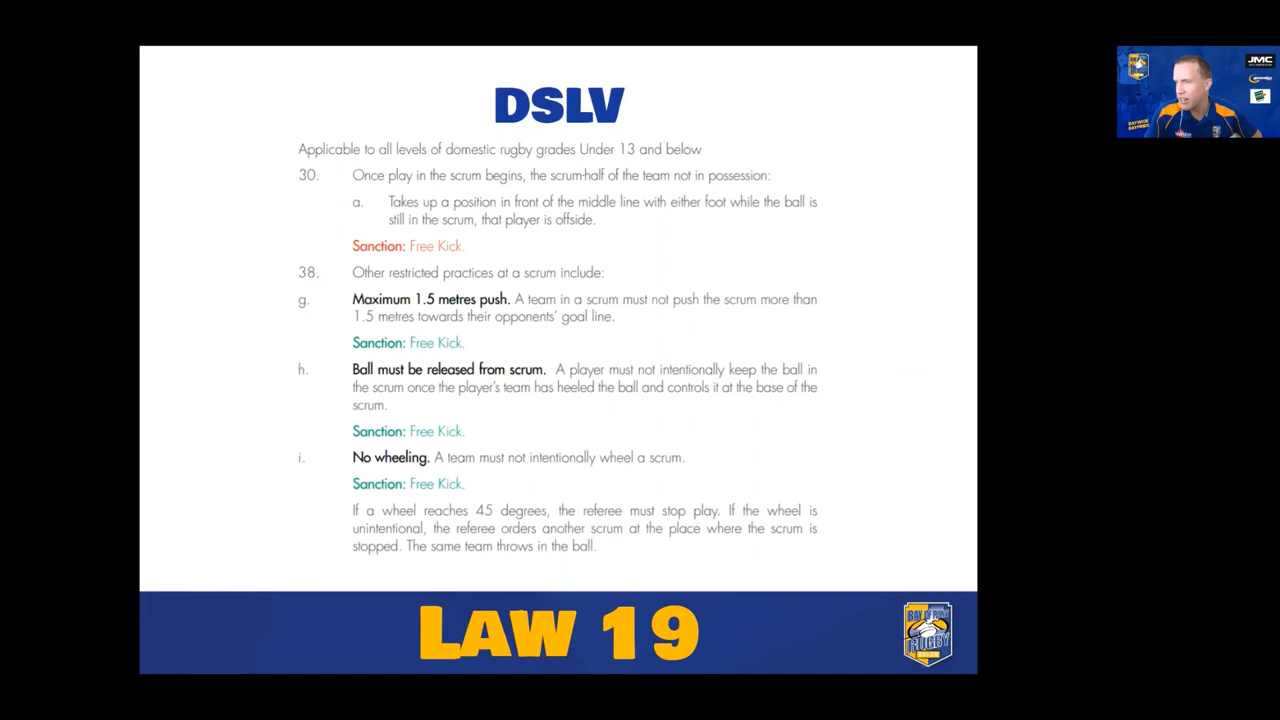 DSLV
Applicable to all levels of domestic rugby grades Under 13 and below
30. Once play in the scrum begins, the scrum-half of the team not in possession:
a. Takes up a position in front of the middle line with either foot while the ball is
still in the scrum, that player is offside.
Sanction: Free Kick.
38. Other restricted practices at a scrum include:
g. Maximum 1.5 metres push. A team in a scrum must not push the scrum more than
1.5 metres towards their opponents' goal line.
Sanction: Free Kick.
h. Ball must be released from scrum. A player must not intentionally keep the ball in
the scrum once the player's team has heeled the ball and controls it at the base of the
scrum.
Sanction: Free Kick.
i. No wheeling. A team must not intentionally wheel a scrum.
Sanction: Free Kick.
If a wheel reaches 45 degrees, the referee must stop play. If the wheel is
unintentional, the referee orders another scrum at the place where the scrum is
stopped. The same team throws in the ball.
LAW 19
BAY OF PLENTY
RUGBY
UNION
JMC
BAYWIDE
BAYPRIDE